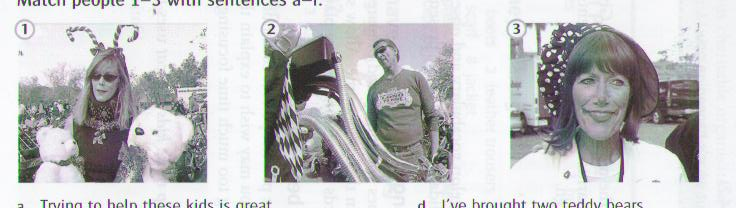 Match people 1–3 with sentences a–f.
1
2
3
a Trying to help these kids is great
d I've brought two teddy bears